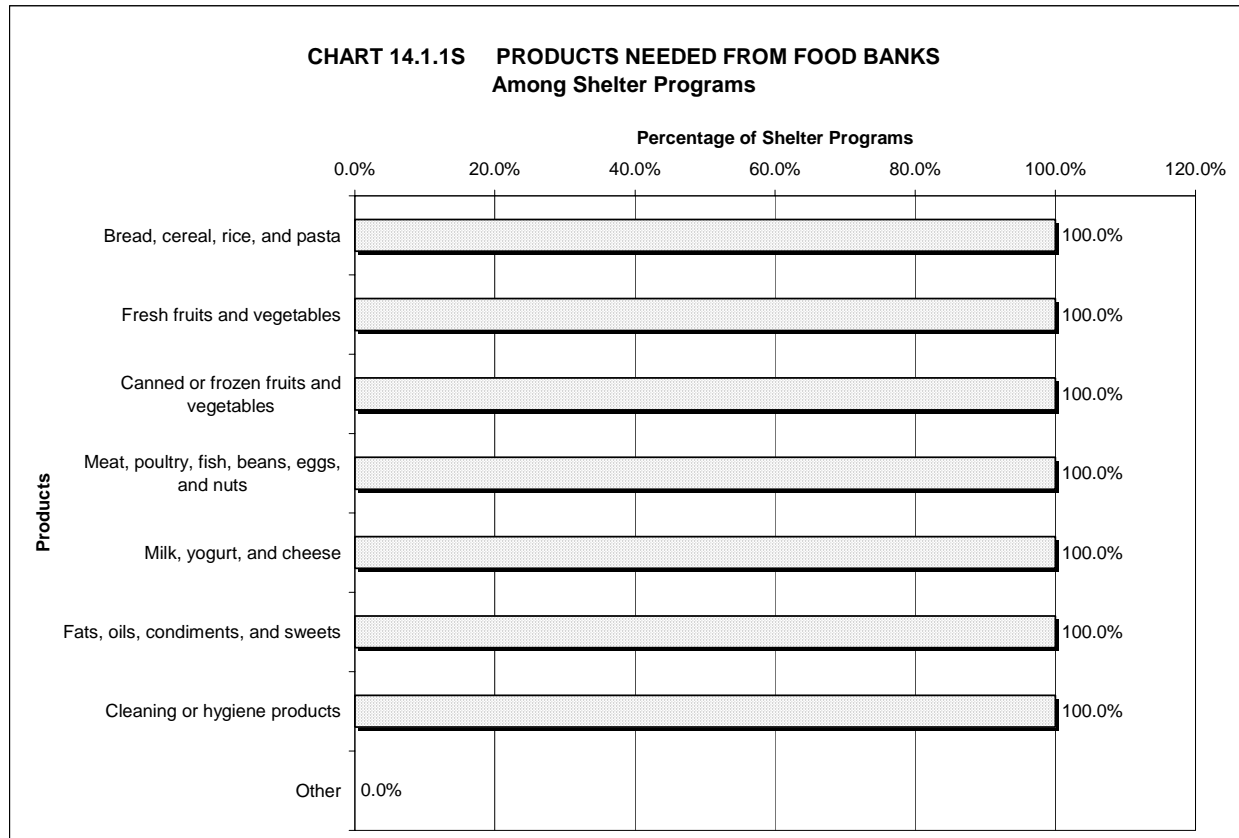 CHART 14.1.1S PRODUCTS NEEDED FROM FOOD BANKS
Among Shelter Programs
Percentage of Shelter Programs
0.0% 20.0% 40.0% 60.0% 80.0% 100.0% 120.0%
Products
Bread, cereal, rice, and pasta 100.0%
Fresh fruits and vegetables 100.0%
Canned or frozen fruits and
vegetables 100.0%
Meat, poultry, fish, beans, eggs,
and nuts 100.0%
Milk, yogurt, and cheese 100.0%
Fats, oils, condiments, and sweets 100.0%
Cleaning or hygiene products 100.0%
Other 0.0%